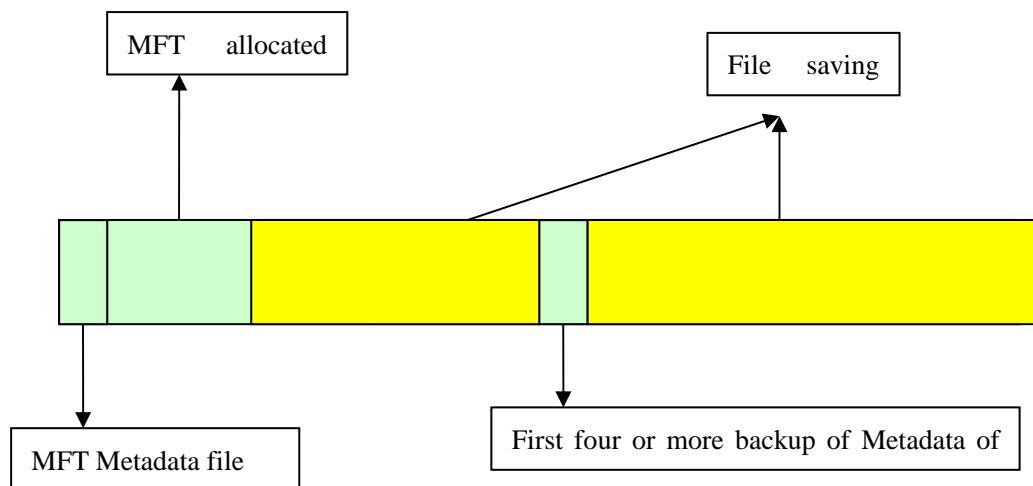 MFT allocated
File saving
First four or more backup of Metadata of
MFT Metadata file